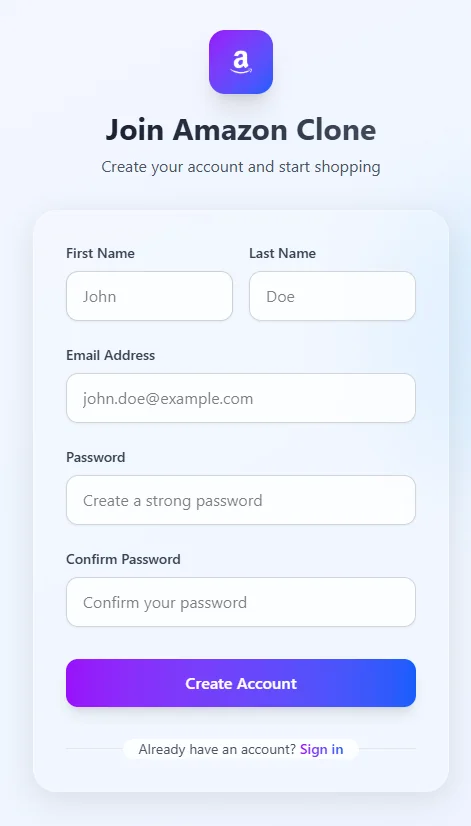 a
Join Amazon Clone
Create your account and start shopping
First Name Last Name
John Doe
Email Address
john.doe@example.com
Password
Create a strong password
Confirm Password
Confirm your password
Create Account
Already have an account? Sign in